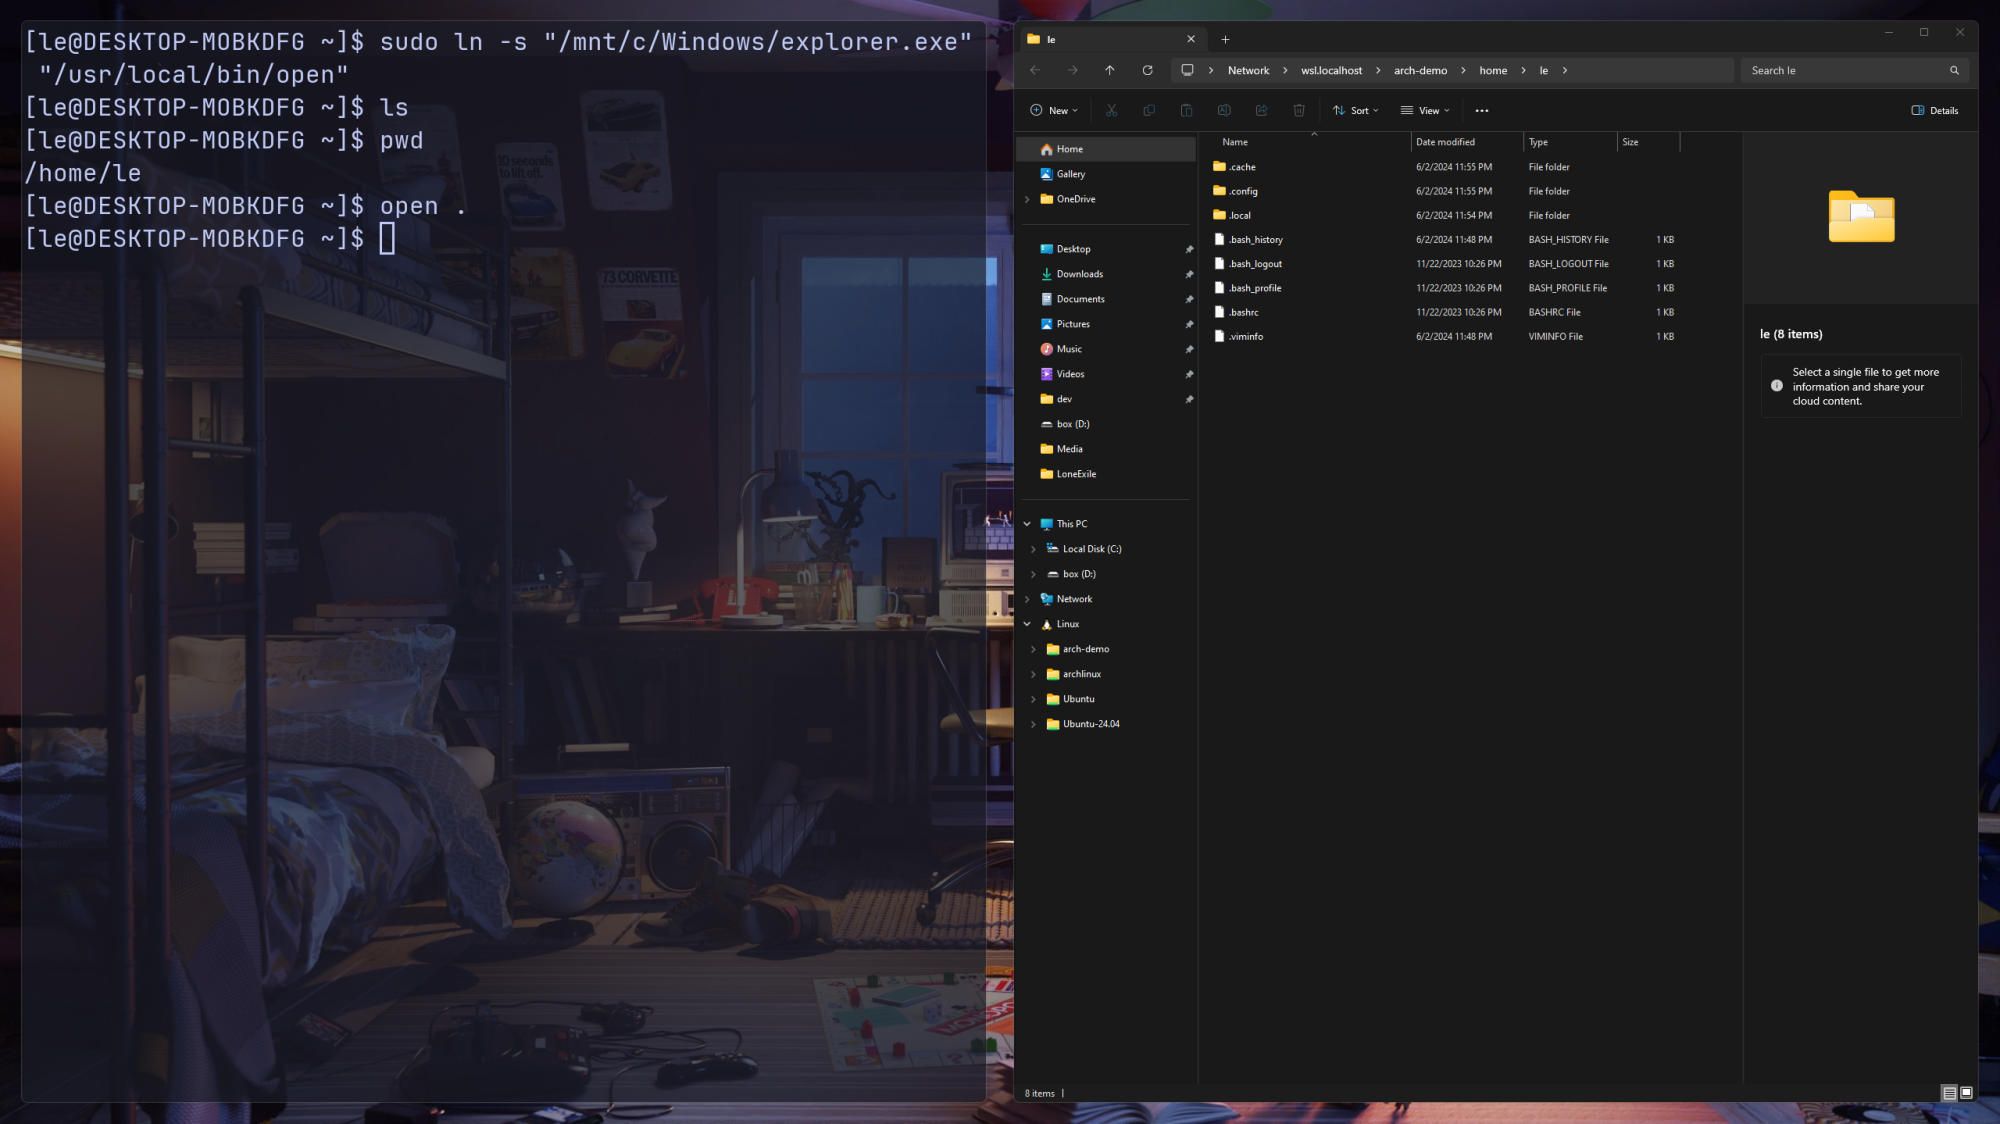 [le@DESKTOP-MOBKDFG ~]$ sudo ln -s "/mnt/c/Windows/explorer.exe"
"/usr/local/bin/open"
[le@DESKTOP-MOBKDFG ~]$ ls
[le@DESKTOP-MOBKDFG ~]$ pwd
/home/le
[le@DESKTOP-MOBKDFG ~]$ open .
[le@DESKTOP-MOBKDFG ~]$
10 seconds
to lift off.
73 CORVETTE
MONOPOLY
le
Network > wsl.localhost > arch-demo > home > le >
Search le
New
Sort
View
Details
Home
Gallery
OneDrive
Desktop
Downloads
Documents
Pictures
Music
Videos
dev
box (D:)
Media
LoneExile
This PC
Local Disk (C:)
box (D:)
Network
Linux
arch-demo
archlinux
Ubuntu
Ubuntu-24.04
Name Date modified Type Size
.cache 6/2/2024 11:55 PM File folder
.config 6/2/2024 11:55 PM File folder
.local 6/2/2024 11:54 PM File folder
.bash_history 6/2/2024 11:48 PM BASH_HISTORY File 1 KB
.bash_logout 11/22/2023 10:26 PM BASH_LOGOUT File 1 KB
.bash_profile 11/22/2023 10:26 PM BASH_PROFILE File 1 KB
.bashrc 11/22/2023 10:26 PM BASHRC File 1 KB
.viminfo 6/2/2024 11:48 PM VIMINFO File 1 KB
le (8 items)
Select a single file to get more
information and share your
cloud content.
8 items